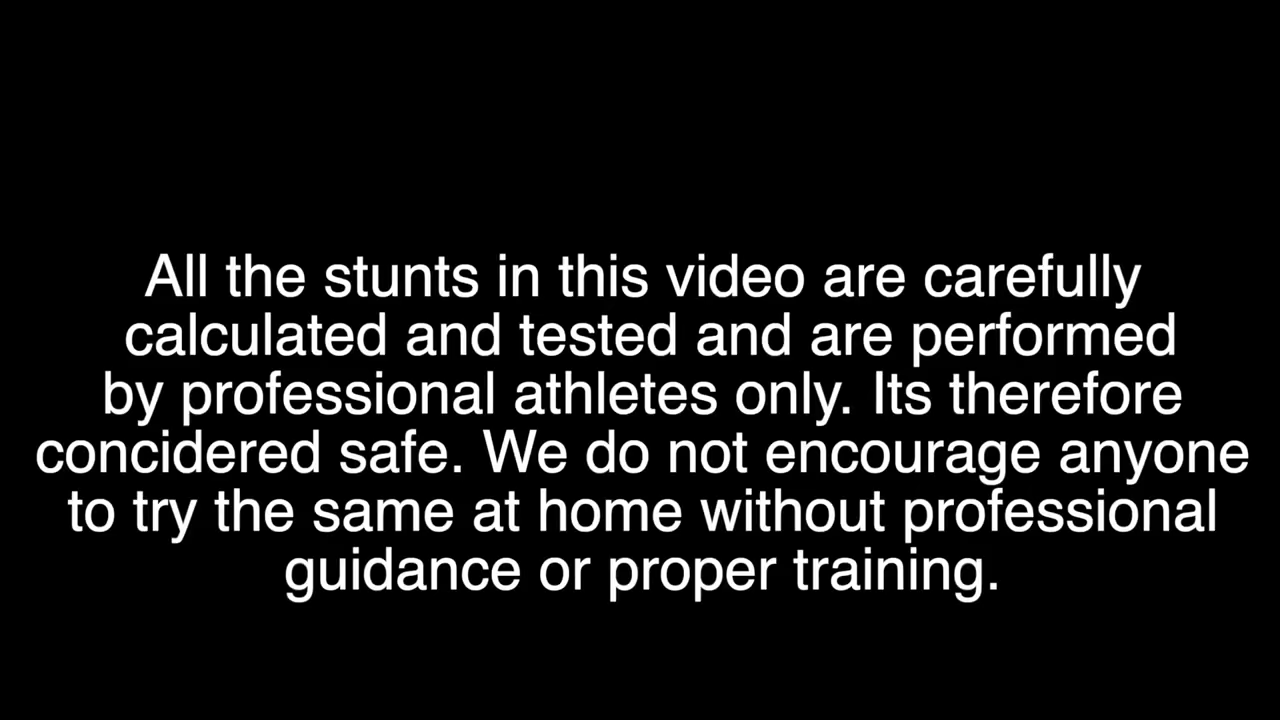 All the stunts in this video are carefully
calculated and tested and are performed
by professional athletes only. Its therefore
concidered safe. We do not encourage anyone
to try the same at home without professional
guidance or proper training.